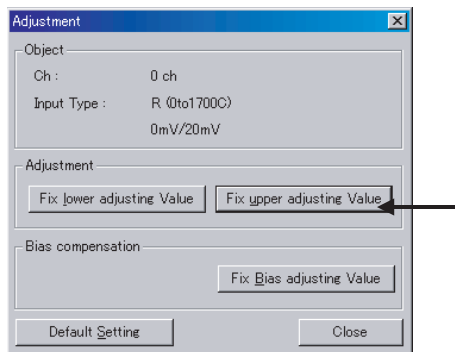 Adjustment
Object
Ch : 0 ch
Input Type : R (0to1700C)
0mV/20mV
Adjustment
Fix lower adjusting Value Fix upper adjusting Value
Bias compensation
Fix Bias adjusting Value
Default Setting Close